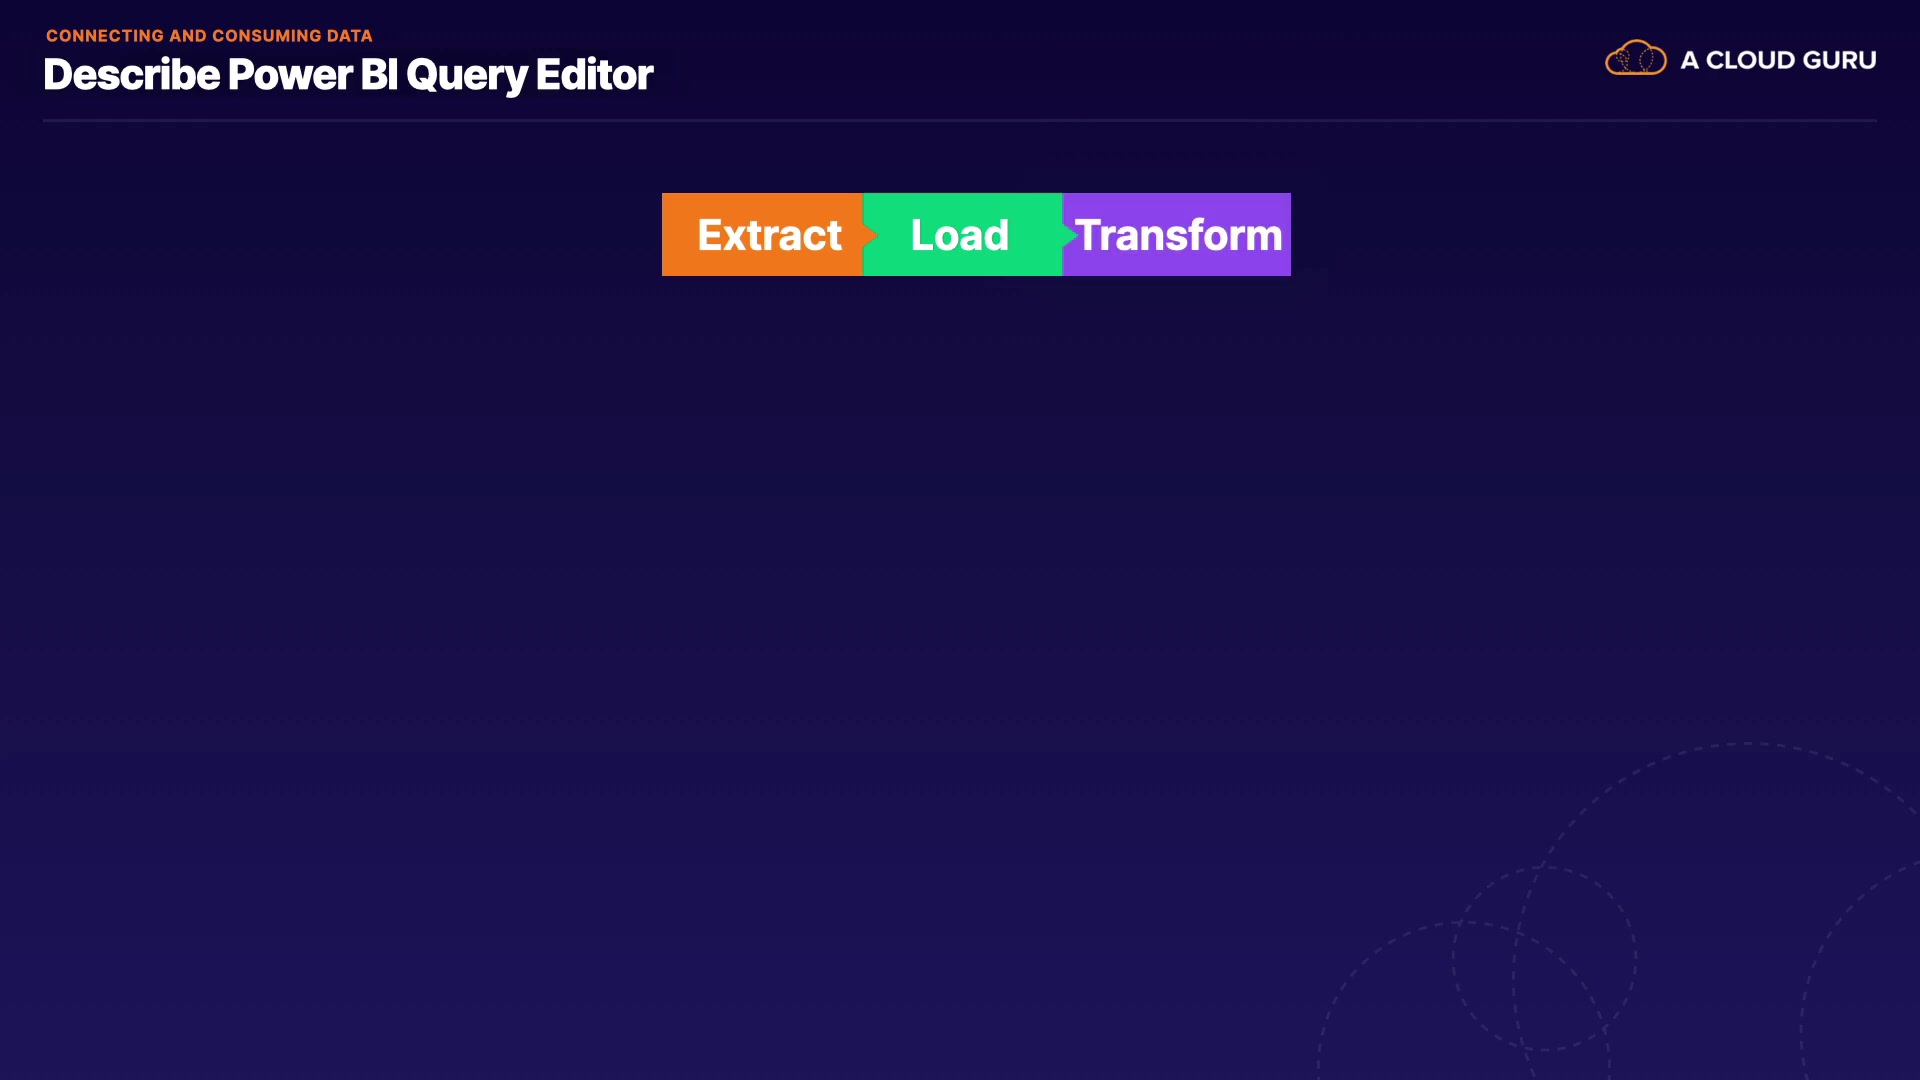 CONNECTING AND CONSUMING DATA
Describe Power BI Query Editor
A CLOUD GURU
Extract Load Transform